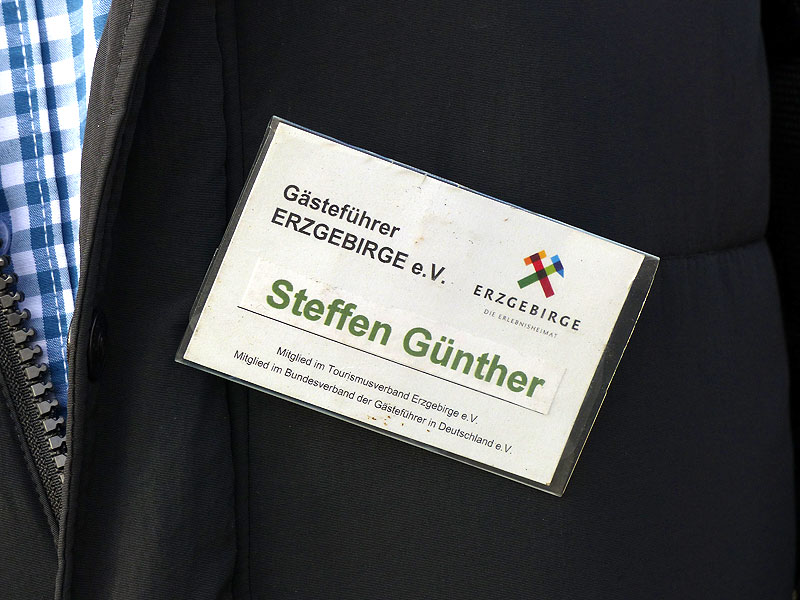 Gästeführer
ERZGEBIRGE e.V.
ERZGEBIRGE
DIE ERLEBNISHEIMAT
Steffen Günther
Mitglied im Tourismusverband Erzgebirge e.V.
Mitglied im Bundesverband der Gästeführer in Deutschland e.V.